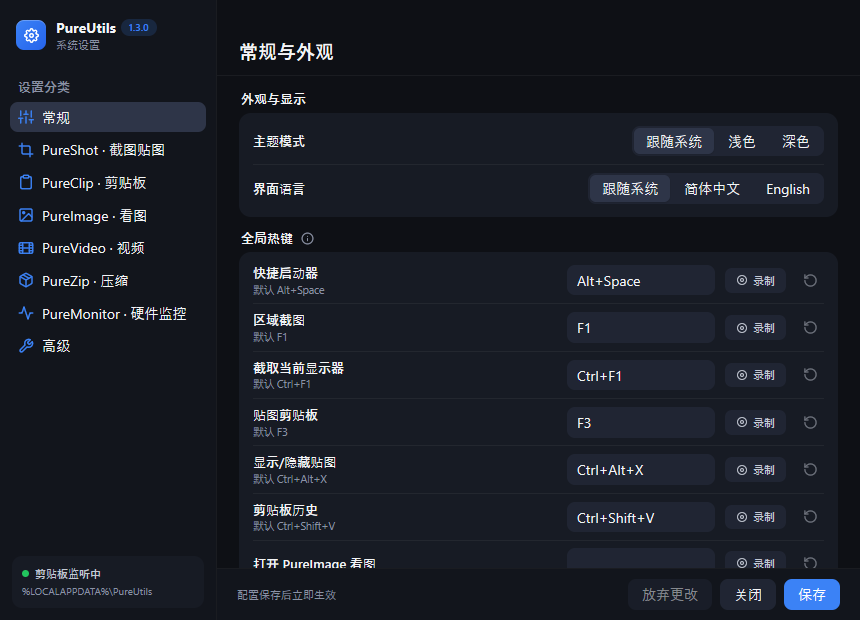 PureUtils 1.3.0
系统设置
设置分类
常规
PureShot · 截图贴图
PureClip · 剪贴板
PureImage · 看图
PureVideo · 视频
PureZip · 压缩
PureMonitor · 硬件监控
高级
剪贴板监听中
%LOCALAPPDATA%\PureUtils
常规与外观
外观与显示
主题模式 跟随系统 浅色 深色
界面语言 跟随系统 简体中文 English
全局热键
快捷启动器
默认 Alt+Space
Alt+Space 录制
区域截图
默认 F1
F1 录制
截取当前显示器
默认 Ctrl+F1
Ctrl+F1 录制
贴图剪贴板
默认 F3
F3 录制
显示/隐藏贴图
默认 Ctrl+Alt+X
Ctrl+Alt+X 录制
剪贴板历史
默认 Ctrl+Shift+V
Ctrl+Shift+V 录制
打开 PureImage 看图 录制
配置保存后立即生效 放弃更改 关闭 保存